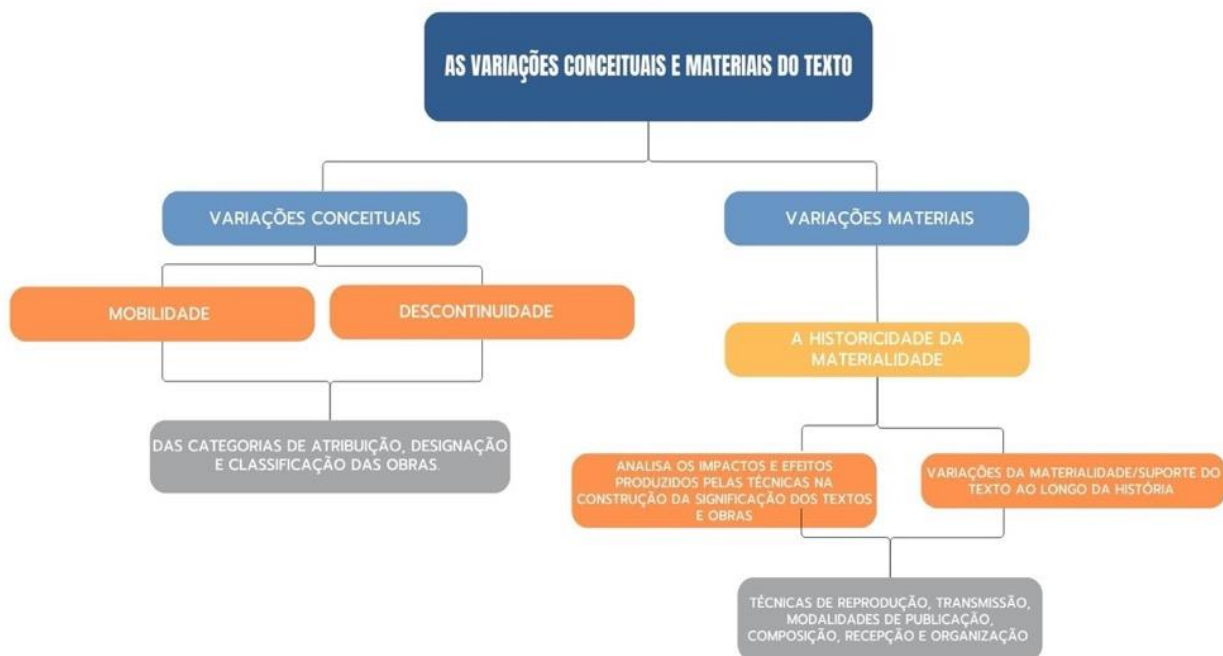 AS VARIAÇÕES CONCEITUAIS E MATERIAIS DO TEXTO
VARIAÇÕES CONCEITUAIS
VARIAÇÕES MATERIAIS
MOBILIDADE
DESCONTINUIDADE
A HISTORICIDADE DA
MATERIALIDADE
DAS CATEGORIAS DE ATRIBUIÇÃO, DESIGNAÇÃO
E CLASSIFICAÇÃO DAS OBRAS.
ANALISA OS IMPACTOS E EFEITOS
PRODUZIDOS PELAS TÉCNICAS NA
CONSTRUÇÃO DA SIGNIFICAÇÃO DOS TEXTOS
E OBRAS
VARIAÇÕES DA MATERIALIDADE/SUPORTE DO
TEXTO AO LONGO DA HISTÓRIA
TÉCNICAS DE REPRODUÇÃO, TRANSMISSÃO,
MODALIDADES DE PUBLICAÇÃO,
COMPOSIÇÃO, RECEPÇÃO E ORGANIZAÇÃO